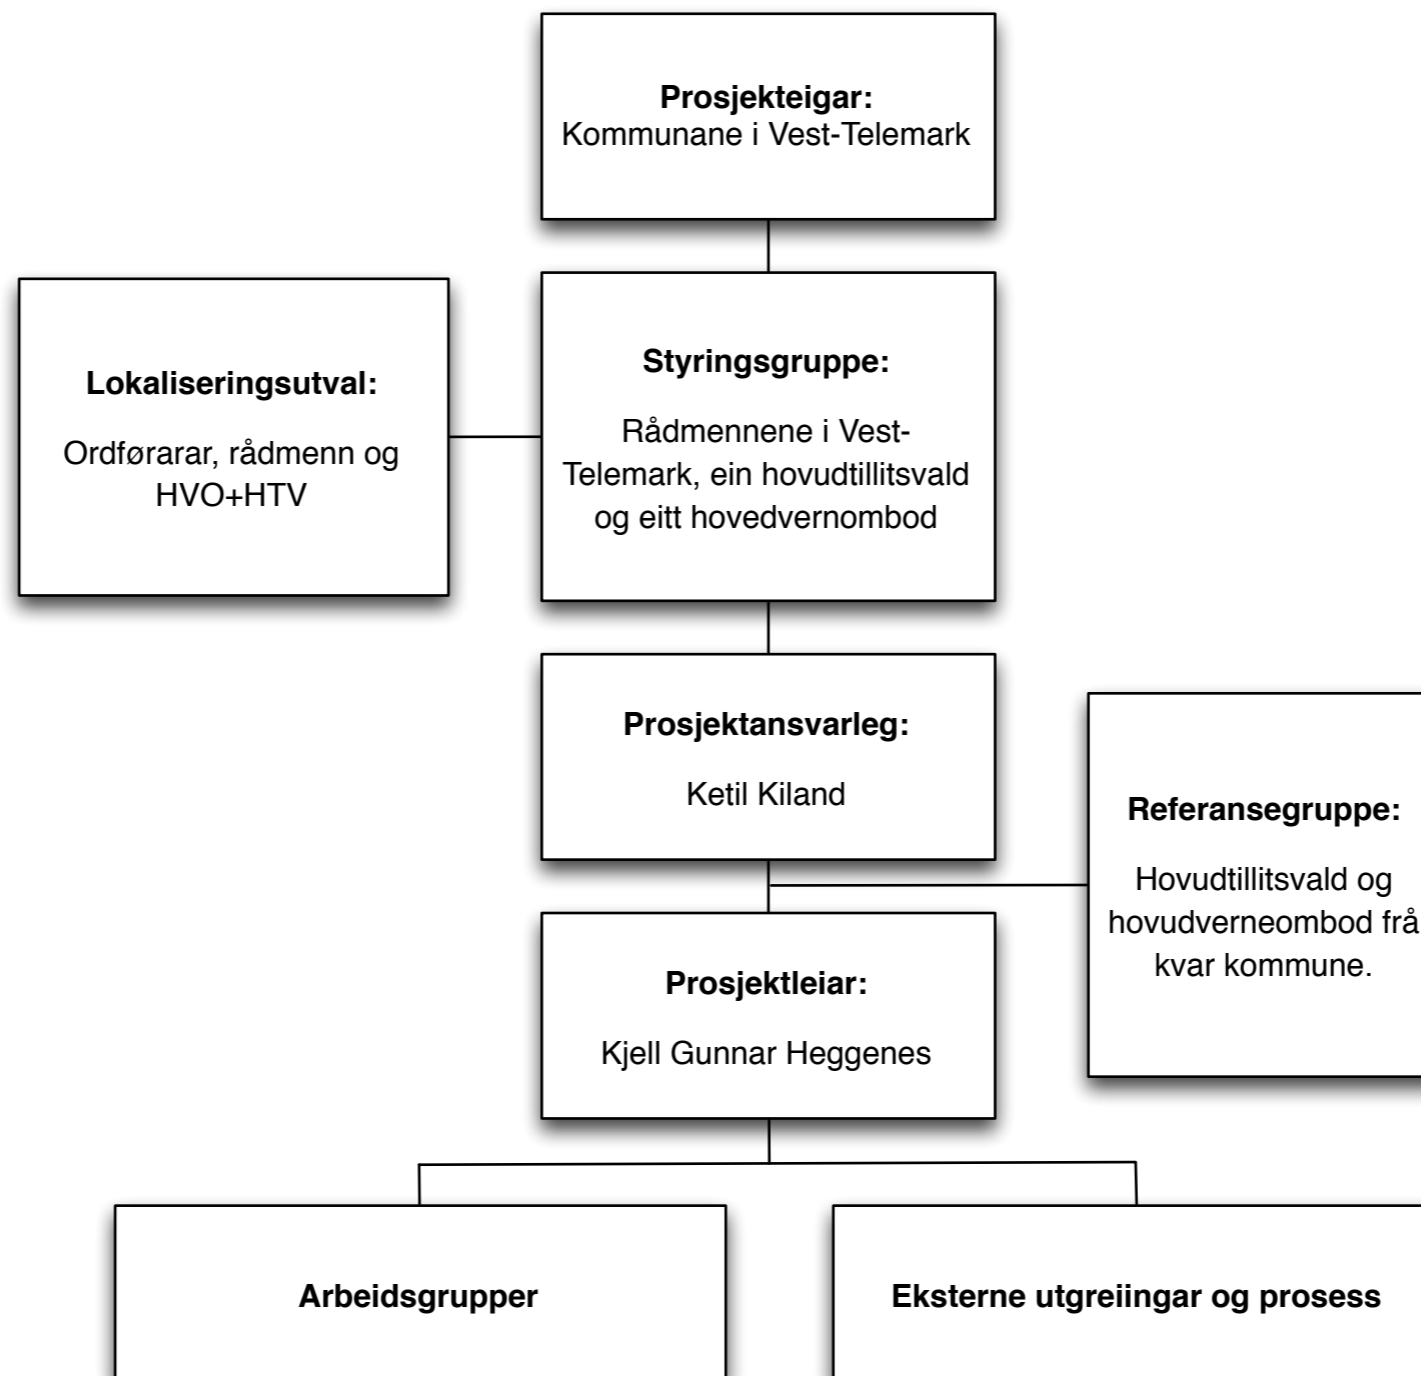 Prosjekteigar:
Kommunane i Vest-Telemark
Lokaliseringsutval:
Ordførarar, rådmenn og
HVO+HTV
Styringsgruppe:
Rådmennene i Vest-
Telemark, ein hovudtillitsvald
og eitt hovedvernombod
Prosjektansvarleg:
Ketil Kiland
Referansegruppe:
Hovudtillitsvald og
hovudverneombod frå
kvar kommune.
Prosjektleiar:
Kjell Gunnar Heggenes
Arbeidsgrupper
Eksterne utgreiingar og prosess